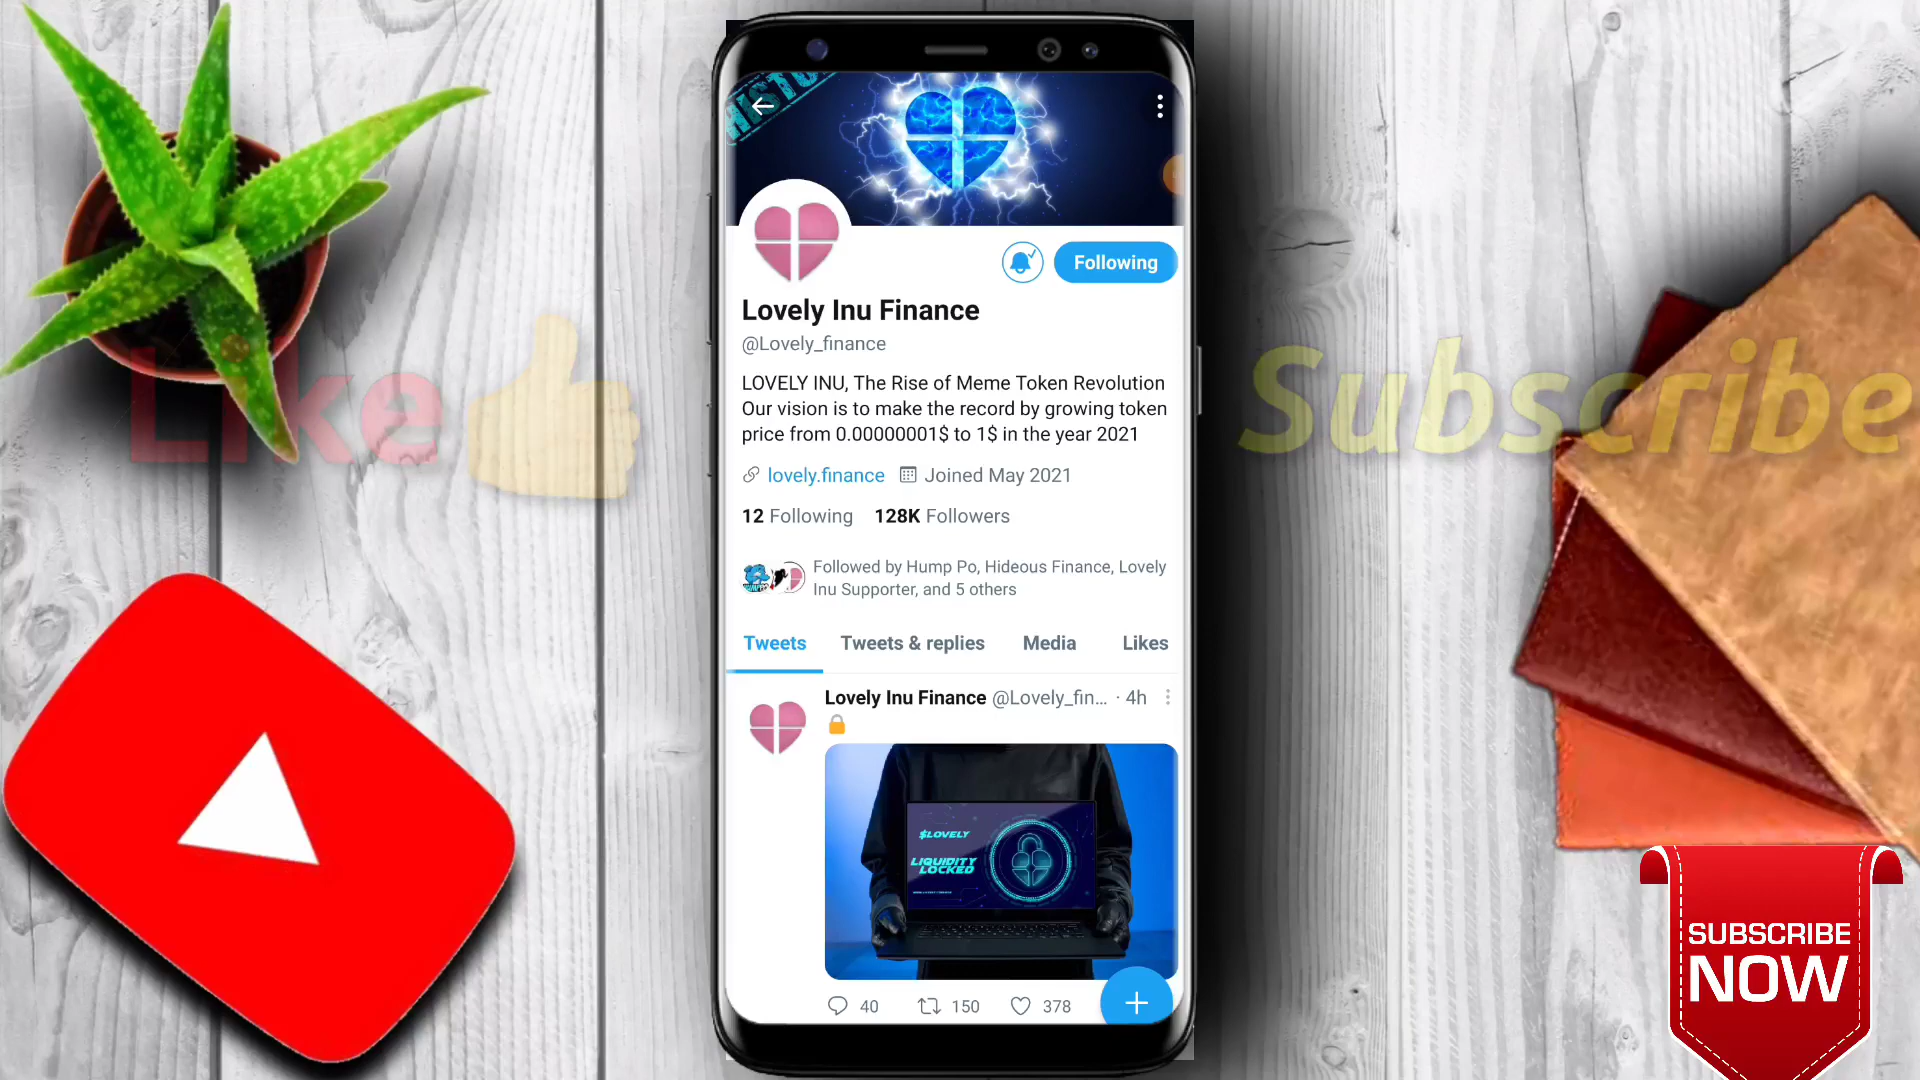 HISTO
Following
Lovely Inu Finance
@Lovely_finance
LOVELY INU, The Rise of Meme Token Revolution
Our vision is to make the record by growing token
price from 0.00000001$ to 1$ in the year 2021
lovely.finance Joined May 2021
12 Following 128K Followers
Followed by Hump Po, Hideous Finance, Lovely
Inu Supporter, and 5 others
Tweets Tweets & replies Media Likes
Lovely Inu Finance @Lovely_fin... · 4h
$LOVELY
LIQUIDITY
LOCKED
40 150 378
Like
Subscribe
SUBSCRIBE
NOW